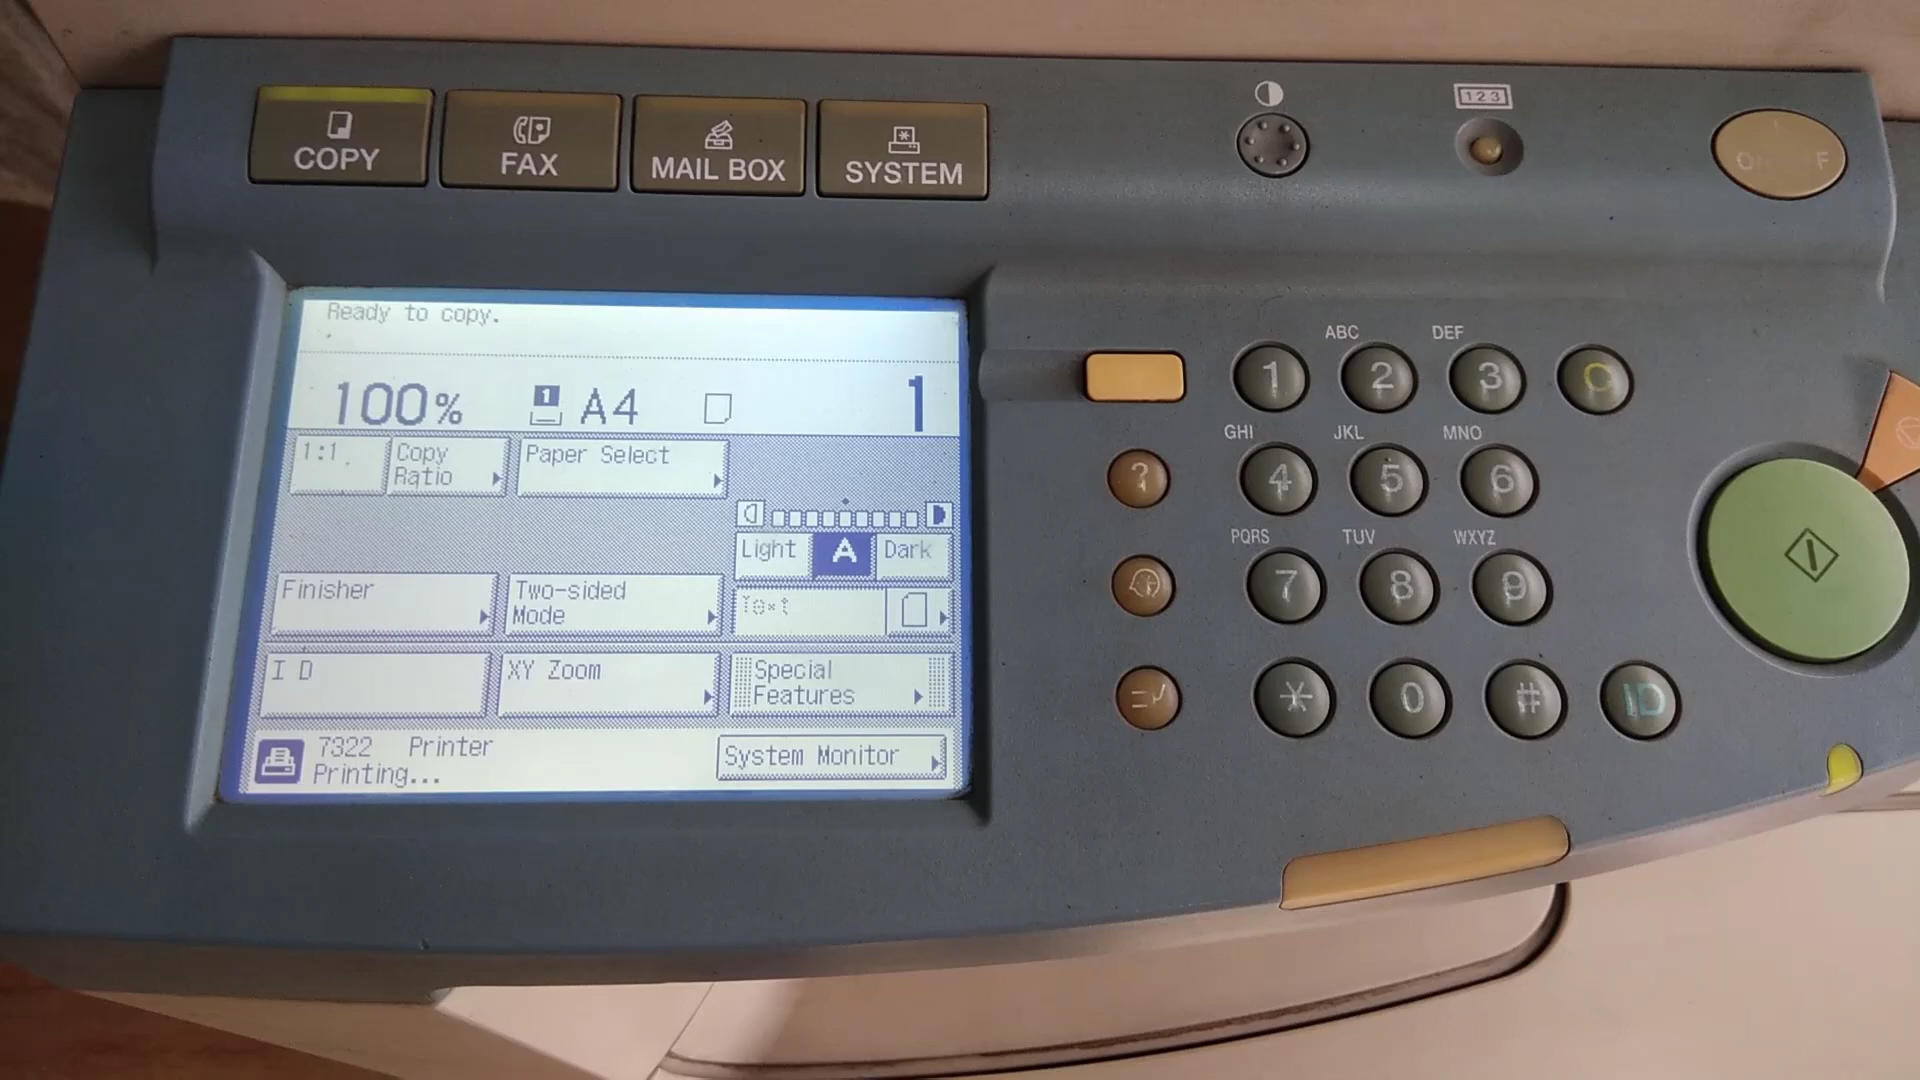 COPY
FAX
MAIL BOX
SYSTEM
123
Ready to copy.
100%
1
A4
1
1:1
Copy
Ratio
Paper Select
Light
A
Dark
Finisher
Two-sided
Mode
Text
I D
XY Zoom
Special
Features
7322 Printer
Printing...
System Monitor
ABC
DEF
1
2
3
C
GHI
JKL
MNO
?
4
5
6
PQRS
TUV
WXYZ
7
8
9
*
0
#
ID